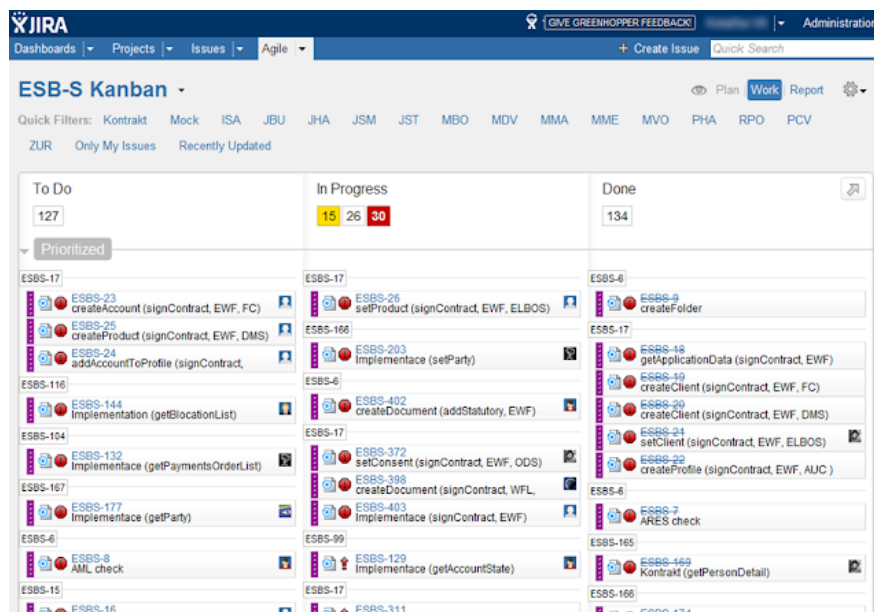 JIRA
GIVE GREENHOPPER FEEDBACK!
Administration
Dashboards
Projects
Issues
Agile
+ Create Issue
Quick Search
ESB-S Kanban
Plan
Work
Report
Quick Filters: Kontrakt Mock ISA JBU JHA JSM JST MBO MDV MMA MME MVO PHA RPO PCV
ZUR Only My Issues Recently Updated
To Do
127
In Progress
15 26 30
Done
134
Prioritized
ESBS-17
ESBS-23
createAccount (signContract, EWF, FC)
ESBS-25
createProduct (signContract, EWF, DMS)
ESBS-24
addAccountToProfile (signContract,
ESBS-116
ESBS-144
Implementation (getBlocationList)
ESBS-104
ESBS-132
Implementace (getPaymentsOrderList)
ESBS-167
ESBS-177
Implementace (getParty)
ESBS-6
ESBS-8
AML check
ESBS-15
ESBS-16
ESBS-17
ESBS-26
setProduct (signContract, EWF, ELBOS)
ESBS-166
ESBS-203
Implementace (setParty)
ESBS-6
ESBS-402
createDocument (addStatutory, EWF)
ESBS-17
ESBS-372
setConsent (signContract, EWF, ODS)
ESBS-398
createDocument (signContract, WFL,
ESBS-403
Implementace (signContract, EWF)
ESBS-99
ESBS-129
Implementace (getAccountState)
ESBS-17
ESBS-311
ESBS-6
ESBS-9
createFolder
ESBS-17
ESBS-18
getApplicationData (signContract, EWF)
ESBS-19
createClient (signContract, EWF, FC)
ESBS-20
createClient (signContract, EWF, DMS)
ESBS-21
setClient (signContract, EWF, ELBOS)
ESBS-22
createProfile (signContract, EWF, AUC )
ESBS-6
ESBS-7
ARES check
ESBS-165
ESBS-169
Kontrakt (getPersonDetail)
ESBS-166